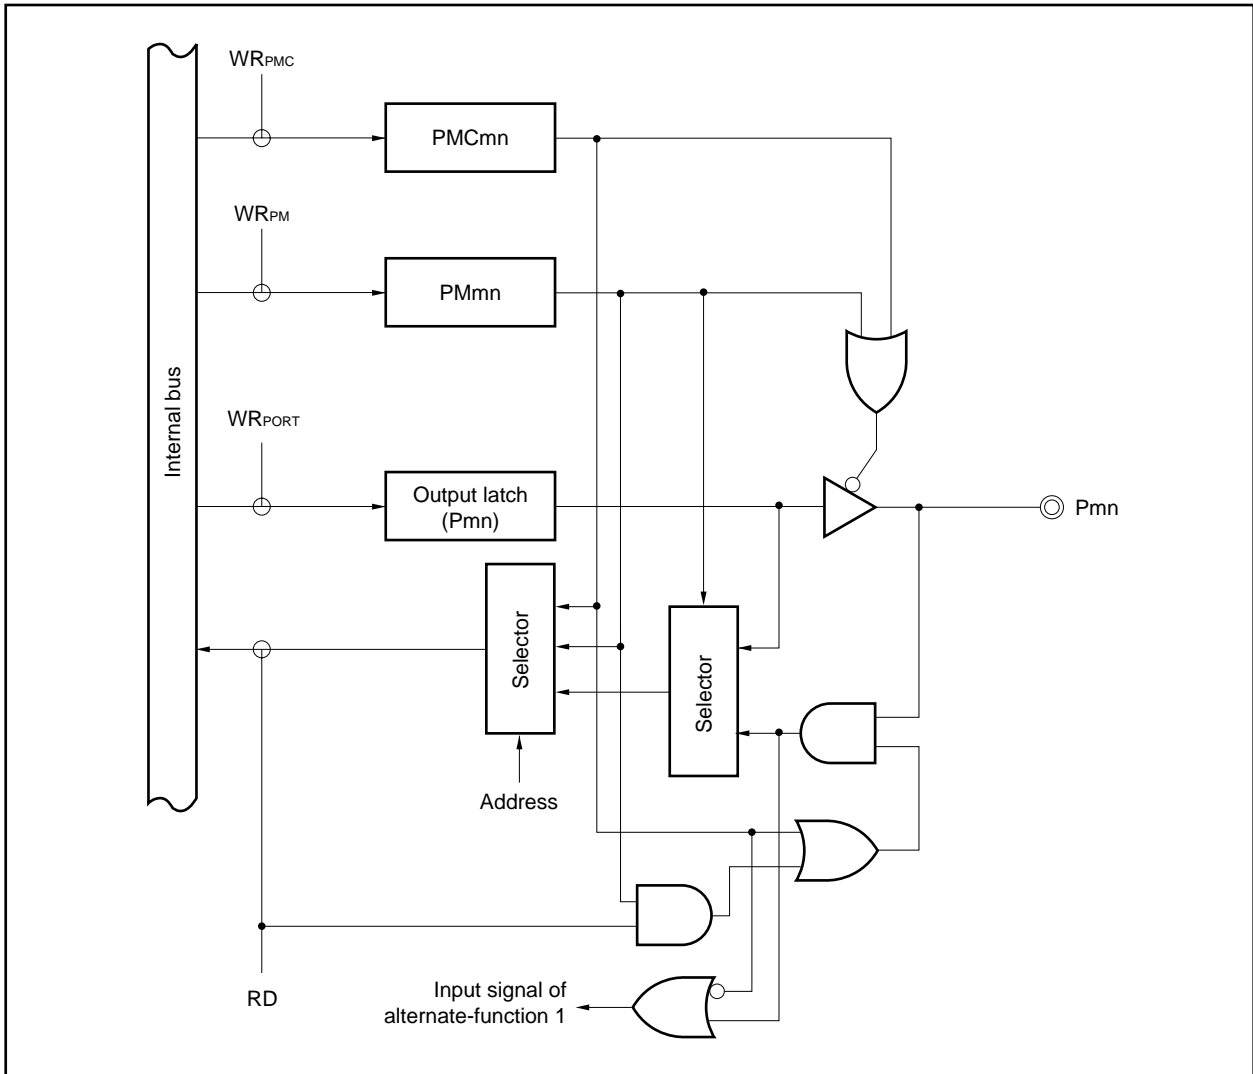 WRPMC
PMCmn
WRPM
PMmn
Internal bus
WRPORT
Output latch
(Pmn)
Pmn
Selector
Selector
Address
RD
Input signal of
alternate-function 1